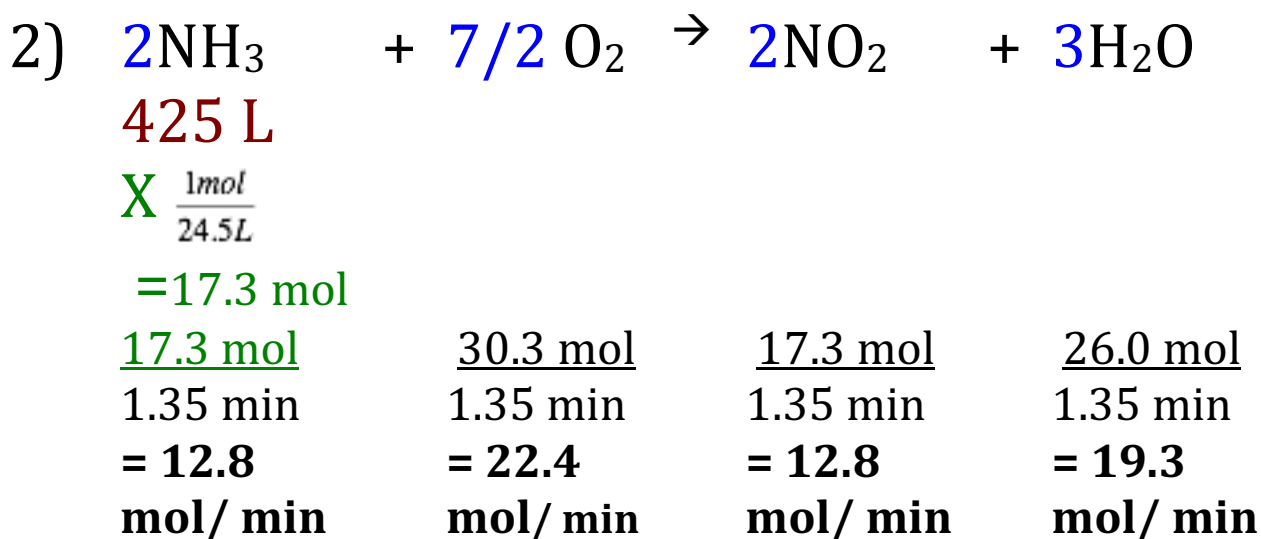 2) 2NH₃ + 7/2 O₂ → 2NO₂ + 3H₂O
425 L
X 1mol
24.5L
=17.3 mol
17.3 mol 30.3 mol 17.3 mol 26.0 mol
1.35 min 1.35 min 1.35 min 1.35 min
= 12.8 = 22.4 = 12.8 = 19.3
mol/ min mol/ min mol/ min mol/ min